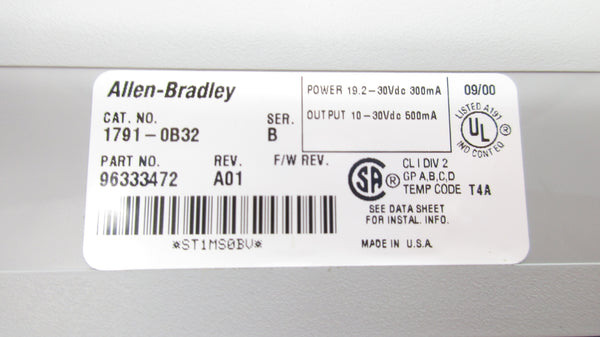 Allen-Bradley
CAT. NO.
1791-0B32
SER.
B
PART NO.
96333472
REV.
A01
F/W REV.
*ST1MS0BV*
POWER 19.2-30Vdc 300mA
OUTPUT 10-30Vdc 500mA
09/00
LISTED A197
UL ®
IND CONT EQ
SA ®
CL I DIV 2
GP A,B,C,D
TEMP CODE T4A
SEE DATA SHEET
FOR INSTAL. INFO.
MADE IN U.S.A.